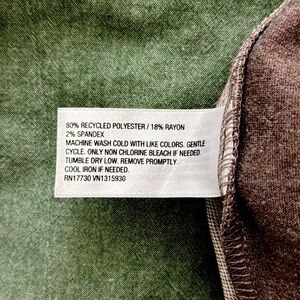 80% RECYCLED POLYESTER / 18% RAYON
2% SPANDEX
MACHINE WASH COLD WITH LIKE COLORS. GENTLE
CYCLE. ONLY NON CHLORINE BLEACH IF NEEDED.
TUMBLE DRY LOW. REMOVE PROMPTLY.
COOL IRON IF NEEDED.
RN17730 VN1315930